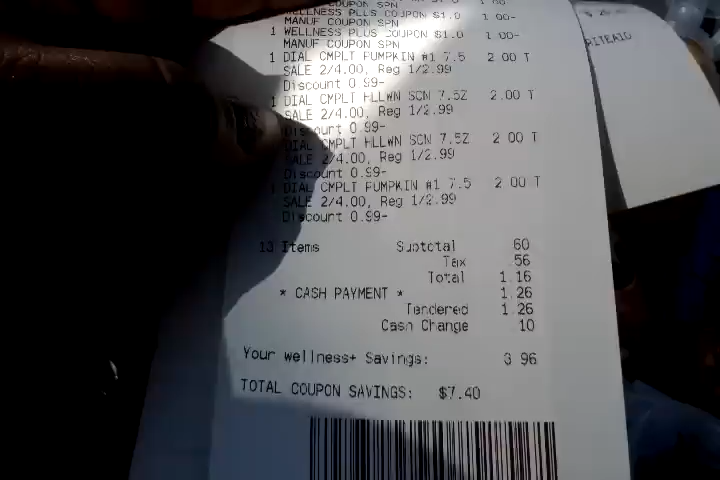 COUPON SPN
WELLNESS PLUS COUPON $1.0 1 00-
MANUF COUPON SPN
1 WELLNESS PLUS COUPON $1.0 1 00-
MANUF COUPON SPN
1 DIAL CMPLT PUMPKIN #1 7.5 2 00 T
SALE 2/4.00, Reg 1/2.99
Discount 0 99-
1 DIAL CMPLT HLLWN SCN 7.5Z 2.00 T
SALE 2/4.00, Reg 1/2.99
Discount 0.99-
DIAL CMPLT HLLWN SCN 7.5Z 2 00 T
SALE 2/4.00, Reg 1/2.99
Discount 0.99-
1 DIAL CMPLT PUMPKIN #1 7.5 2 00 T
SALE 2/4.00, Reg 1/2.99
Discount 0.99-
13 Items Subtotal 60
Tax 56
Total 1.16
* CASH PAYMENT * 1.26
Tendered 1 26
Cash Change 10
Your wellness+ Savings: 3 96
TOTAL COUPON SAVINGS: $7.40
RITEAID